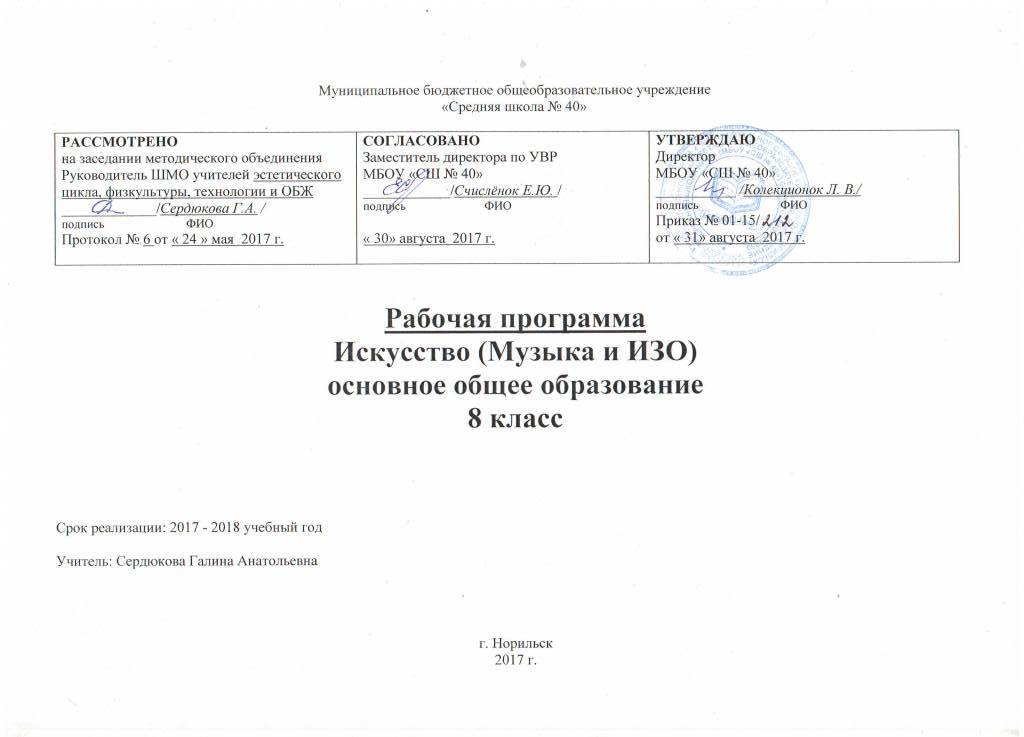 Муниципальное бюджетное общеобразовательное учреждение
«Средняя школа № 40»
РАССМОТРЕНО
на заседании методического объединения
Руководитель ШМО учителей эстетического
цикла, физкультуры, технологии и ОБЖ
/Сердюкова Г.А. /
подпись ФИО
Протокол № 6 от « 24 » мая 2017 г.
СОГЛАСОВАНО
Заместитель директора по УВР
МБОУ «СШ № 40»
/Счислёнок Е.Ю. /
подпись ФИО
« 30» августа 2017 г.
УТВЕРЖДАЮ
Директор
МБОУ «СШ № 40»
/Колекционок Л. В./
подпись ФИО
Приказ № 01-15/212
от « 31» августа 2017 г.
Рабочая программа
Искусство (Музыка и ИЗО)
основное общее образование
8 класс
Срок реализации: 2017 - 2018 учебный год
Учитель: Сердюкова Галина Анатольевна
г. Норильск
2017 г.